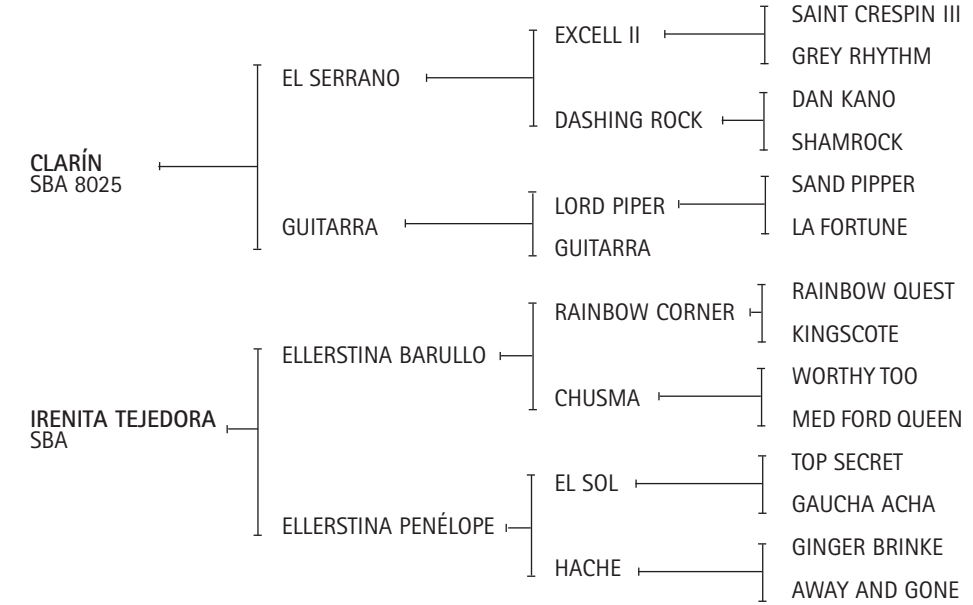 SAINT CRESPIN III
EXCELL II
GREY RHYTHM
EL SERRANO
DAN KANO
DASHING ROCK
SHAMROCK
CLARÍN
SBA 8025
SAND PIPPER
LORD PIPER
GUITARRA
LA FORTUNE
GUITARRA
RAINBOW QUEST
RAINBOW CORNER
KINGSCOTE
ELLERSTINA BARULLO
WORTHY TOO
CHUSMA
MED FORD QUEEN
IRENITA TEJEDORA
SBA
TOP SECRET
EL SOL
GAUCHA ACHA
ELLERSTINA PENÉLOPE
GINGER BRINKE
HACHE
AWAY AND GONE